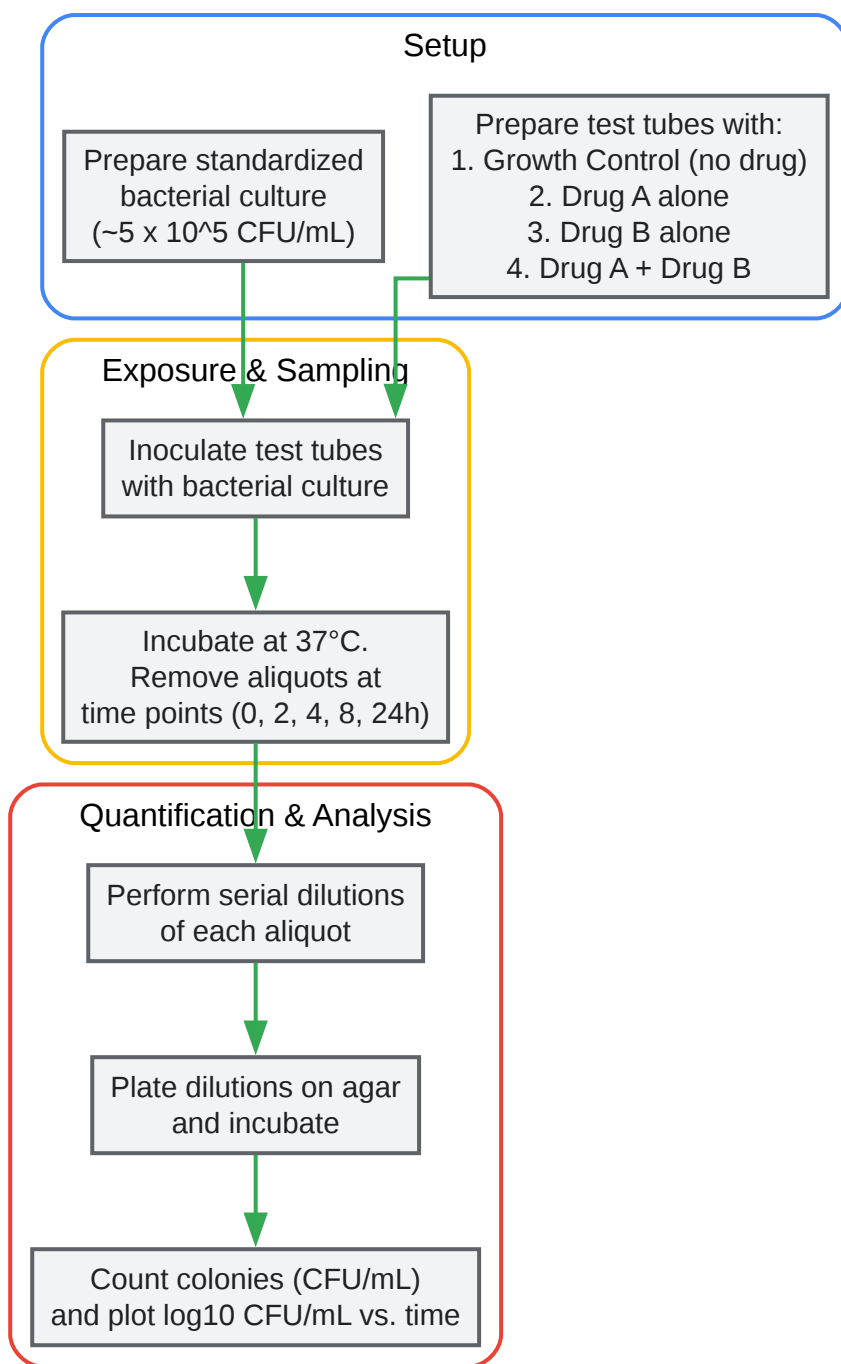 Setup
Prepare standardized
bacterial culture
(~5 x 10^5 CFU/mL)
Prepare test tubes with:
1. Growth Control (no drug)
2. Drug A alone
3. Drug B alone
4. Drug A + Drug B
Exposure & Sampling
Inoculate test tubes
with bacterial culture
Incubate at 37°C.
Remove aliquots at
time points (0, 2, 4, 8, 24h)
Quantification & Analysis
Perform serial dilutions
of each aliquot
Plate dilutions on agar
and incubate
Count colonies (CFU/mL)
and plot log10 CFU/mL vs. time